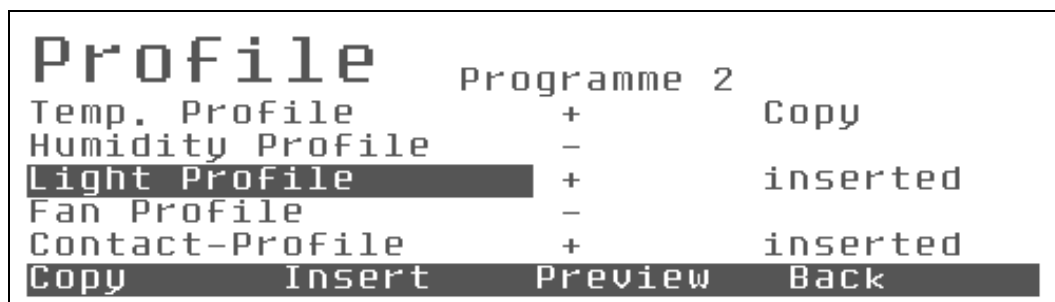 Profile Programme 2
Temp. Profile + Copy
Humidity Profile -
Light Profile + inserted
Fan Profile -
Contact-Profile + inserted
Copy Insert Preview Back